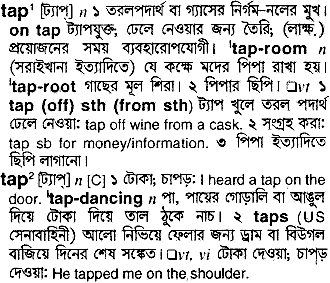 tap¹ [ট্যাপ্] n ১ তরলপদার্থ বা গ্যাসের নির্গম-নলের মুখ।
on tap ট্যাপযুক্ত; ঢেলে নেওয়ার জন্য তৈরি; (লাক্ষ.)
প্রয়োজনের সময় ব্যবহারোপযোগী। ˈtap-room n
(সরাইখানা ইত্যাদিতে) যে কক্ষে মদের পিপা রাখা হয়।
ˈtap-root গাছের মূল শিরা। ২ পিপার ছিপি। □vt ১
tap (off) sth (from sth) ট্যাপ খুলে তরল পদার্থ
ঢেলে নেওয়া: tap off wine from a cask. ২ সংগ্রহ করা:
tap sb for money/information. ৩ পিপা ইত্যাদিতে
ছিপি লাগানো।
tap² [ট্যাপ্] n [C] ১ টোকা; চাপড়: I heard a tap on the
door. ˈtap-dancing n পা, পায়ের গোড়ালি বা আঙুল
দিয়ে টোকা দিয়ে তাল ঠুকে নাচ। ২ taps (US
সেনাবাহিনী) আলো নিভিয়ে ফেলার জন্য ড্রাম বা বিউগল
বাজিয়ে দিনের শেষ সঙ্কেত। □vt, vi টোকা দেওয়া; চাপড়
দেওয়া: He tapped me on the shoulder.